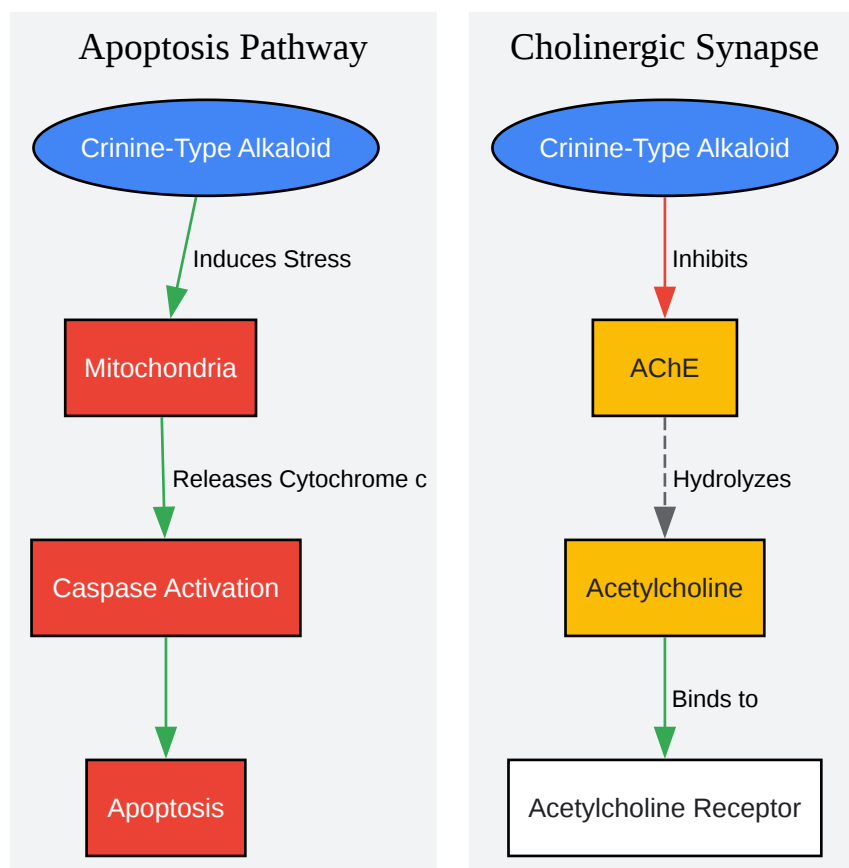 Apoptosis Pathway
Crinine-Type Alkaloid
Induces Stress
Mitochondria
Releases Cytochrome c
Caspase Activation
Apoptosis
Cholinergic Synapse
Crinine-Type Alkaloid
Inhibits
AChE
Hydrolyzes
Acetylcholine
Binds to
Acetylcholine Receptor